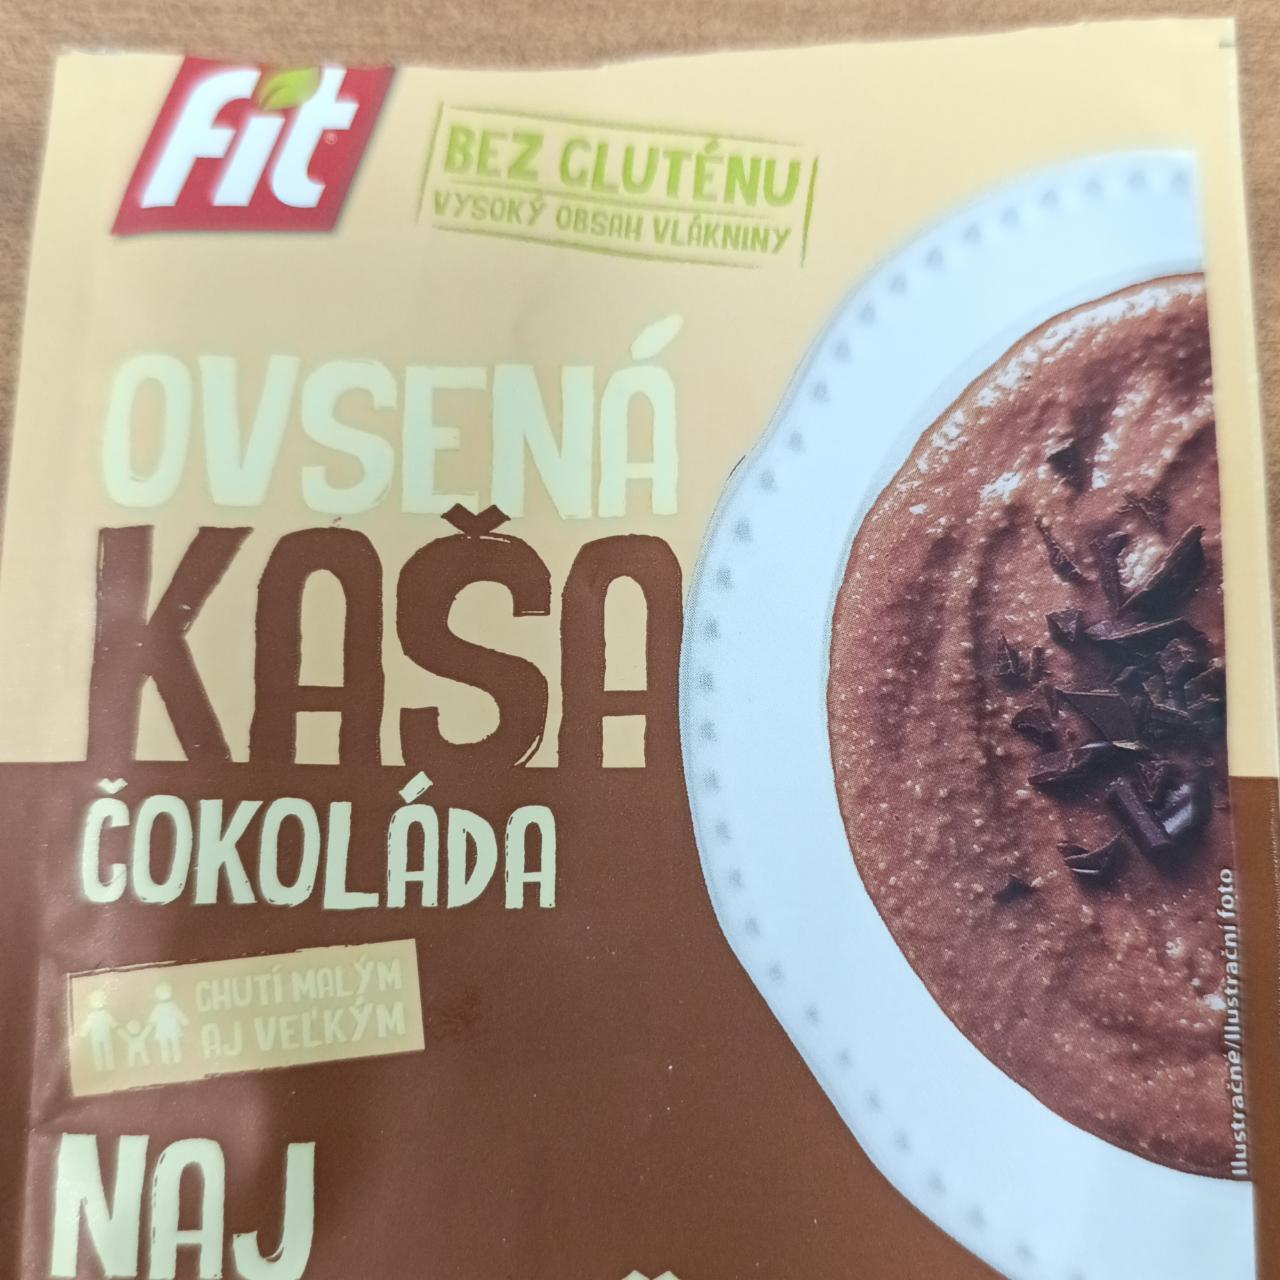 fit
BEZ GLUTÉNU
VYSOKÝ OBSAH VLÁKNINY
OVSENÁ
KAŠA
ČOKOLÁDA
CHUTÍ MALÝM
AJ VEĽKÝM
NAJ
Ilustračné/Ilustrační foto